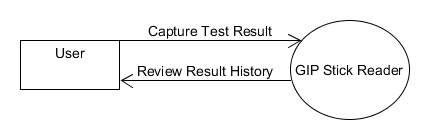 Capture Test Result
User
GIP Stick Reader
Review Result History